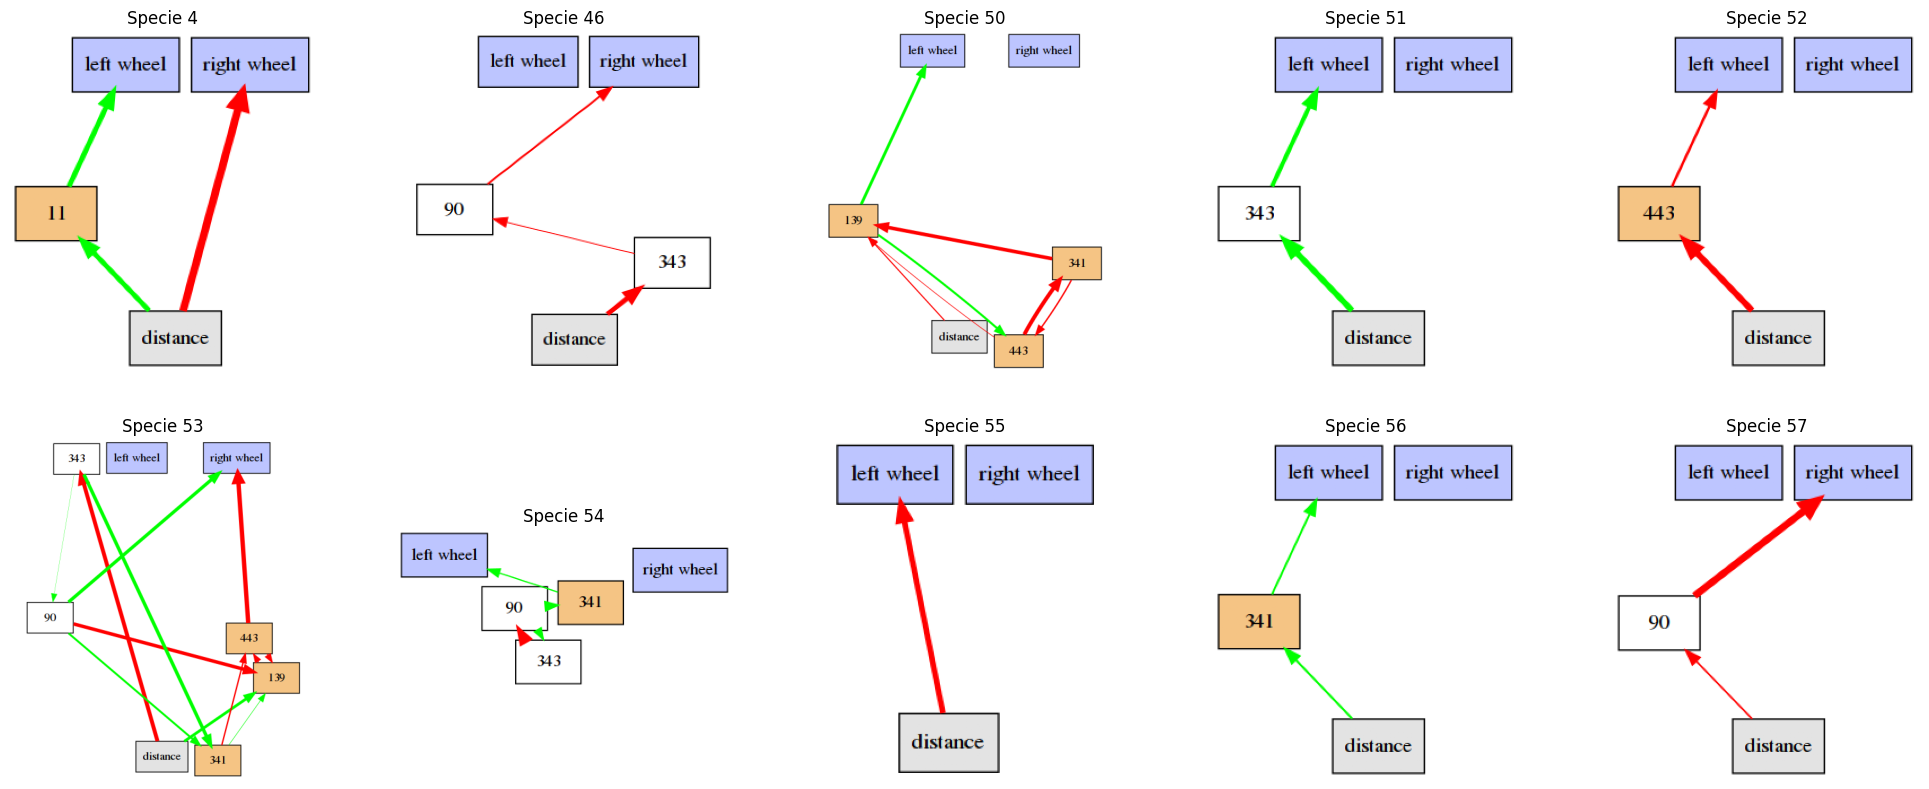 Specie 4
left wheel
right wheel
11
distance
Specie 46
left wheel
right wheel
90
343
distance
Specie 50
left wheel
right wheel
139
341
distance
443
Specie 51
left wheel
right wheel
343
distance
Specie 52
left wheel
right wheel
443
distance
Specie 53
343
left wheel
right wheel
90
443
139
distance
341
Specie 54
left wheel
right wheel
90
341
343
Specie 55
left wheel
right wheel
distance
Specie 56
left wheel
right wheel
341
distance
Specie 57
left wheel
right wheel
90
distance